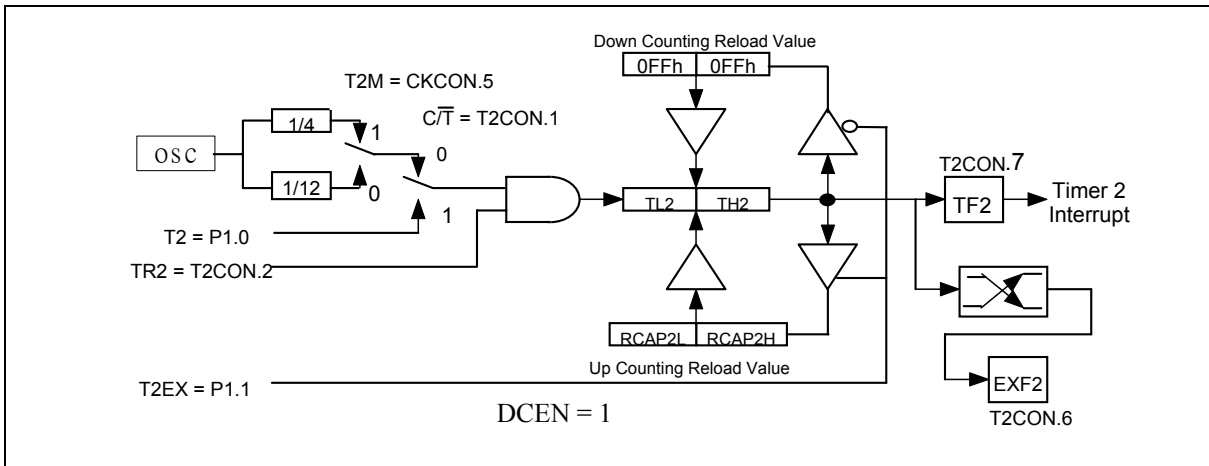 Down Counting Reload Value
0FFh 0FFh
T2M = CKCON.5
C/T̅ = T2CON.1
1/4
1
OSC
0
1/12
0
1
T2CON.7
TL2 TH2
TF2
Timer 2
Interrupt
T2 = P1.0
TR2 = T2CON.2
RCAP2L RCAP2H
Up Counting Reload Value
T2EX = P1.1
EXF2
DCEN = 1
T2CON.6